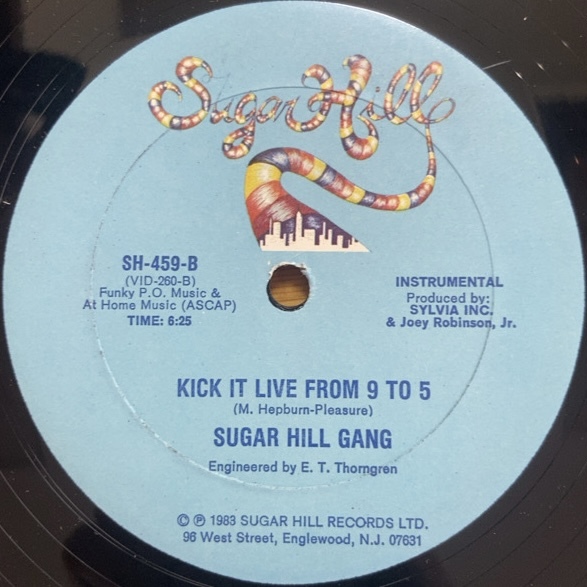 Sugar Hill
SH-459-B
(VID-260-B)
Funky P.O. Music &
At Home Music (ASCAP)
TIME: 6:25
INSTRUMENTAL
Produced by:
SYLVIA INC.
& Joey Robinson, Jr.
KICK IT LIVE FROM 9 TO 5
(M. Hepburn-Pleasure)
SUGAR HILL GANG
Engineered by E. T. Thorngren
© ℗ 1983 SUGAR HILL RECORDS LTD.
96 West Street, Englewood, N.J. 07631